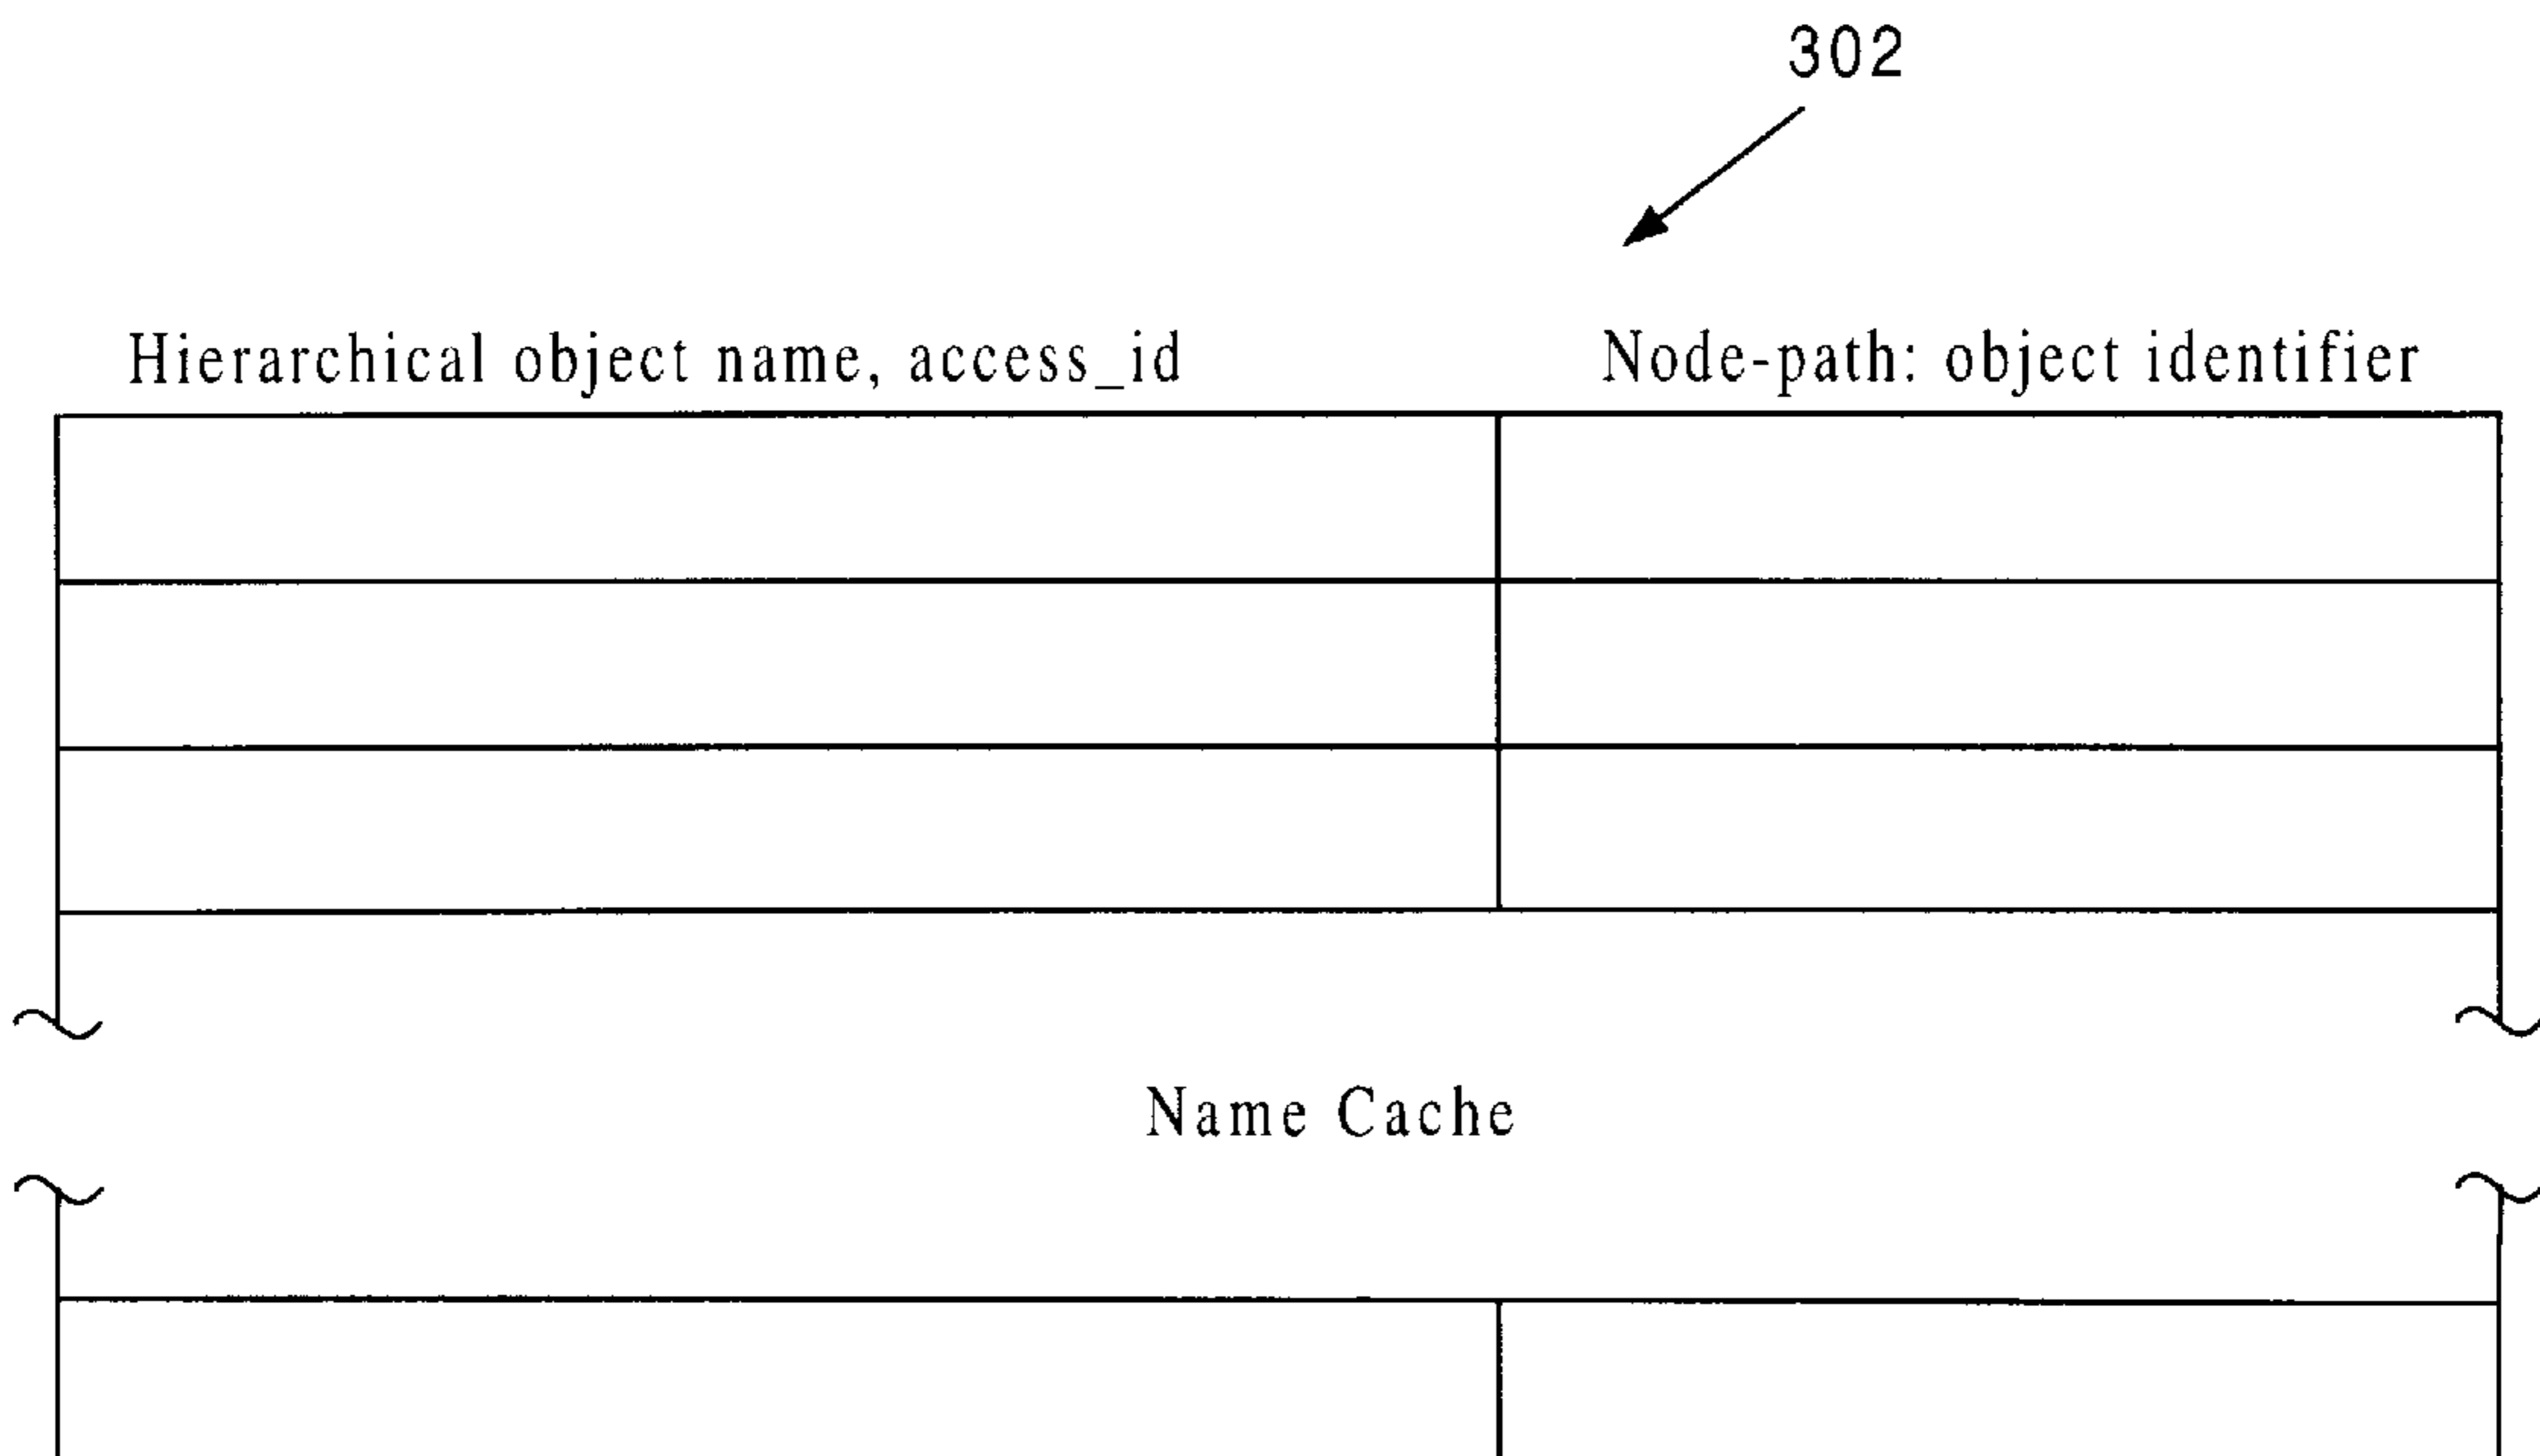 302
Hierarchical object name, access_id
Node-path: object identifier
Name Cache